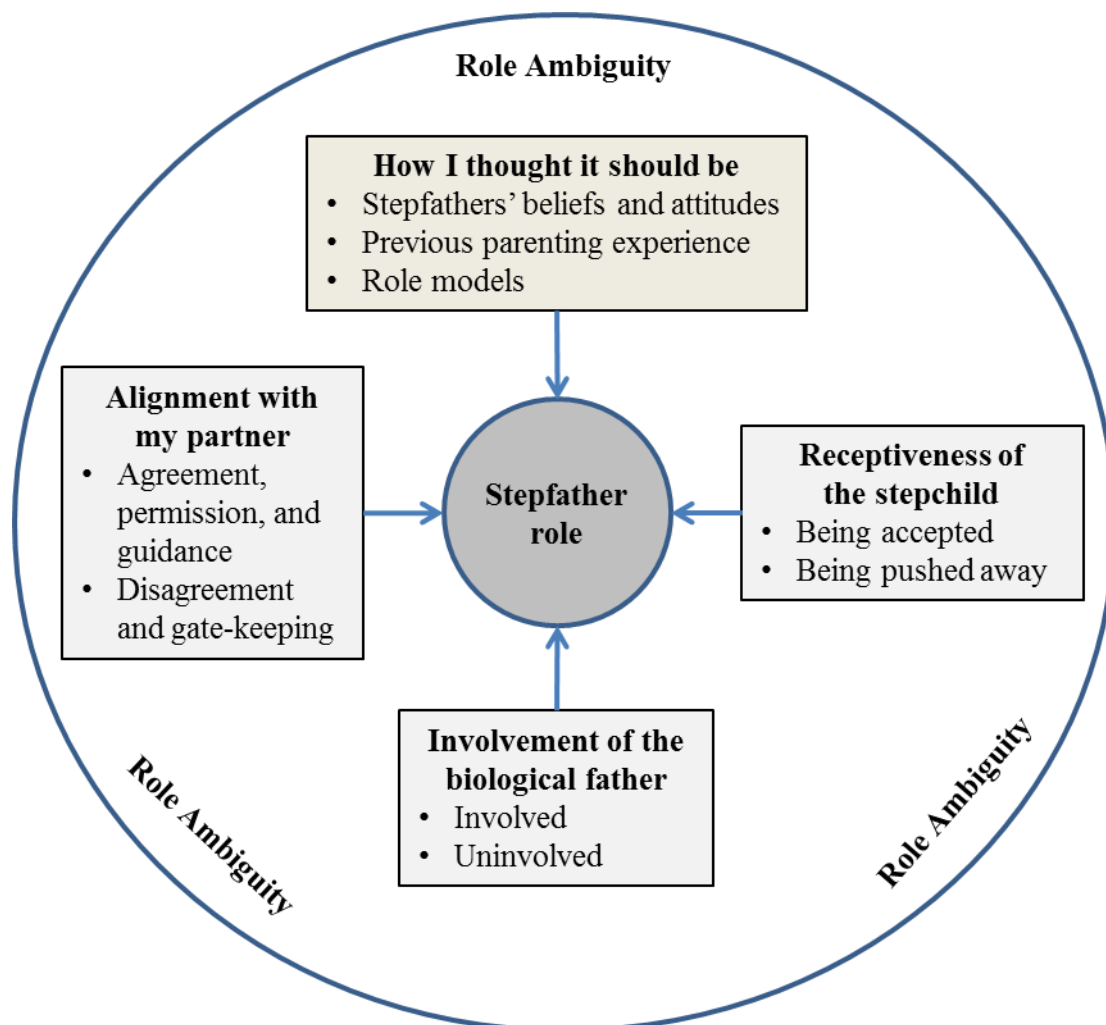 Role Ambiguity
How I thought it should be
• Stepfathers’ beliefs and attitudes
• Previous parenting experience
• Role models
Alignment with
my partner
• Agreement,
permission, and
guidance
• Disagreement
and gate-keeping
Stepfather
role
Receptiveness of
the stepchild
• Being accepted
• Being pushed away
Involvement of the
biological father
• Involved
• Uninvolved
Role Ambiguity
Role Ambiguity